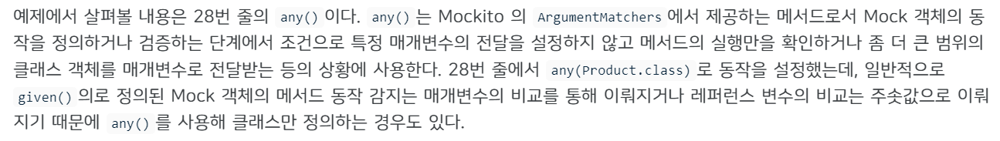 예제에서 살펴볼 내용은 28번 줄의 any() 이다. any() 는 Mockito 의 ArgumentMatchers 에서 제공하는 메서드로서 Mock 객체의 동
작을 정의하거나 검증하는 단계에서 조건으로 특정 매개변수의 전달을 설정하지 않고 메서드의 실행만을 확인하거나 좀 더 큰 범위의
클래스 객체를 매개변수로 전달받는 등의 상황에 사용한다. 28번 줄에서 any(Product.class) 로 동작을 설정했는데, 일반적으로
given() 의로 정의된 Mock 객체의 메서드 동작 감지는 매개변수의 비교를 통해 이뤄지거나 레퍼런스 변수의 비교는 주솟값으로 이뤄
지기 때문에 any() 를 사용해 클래스만 정의하는 경우도 있다.